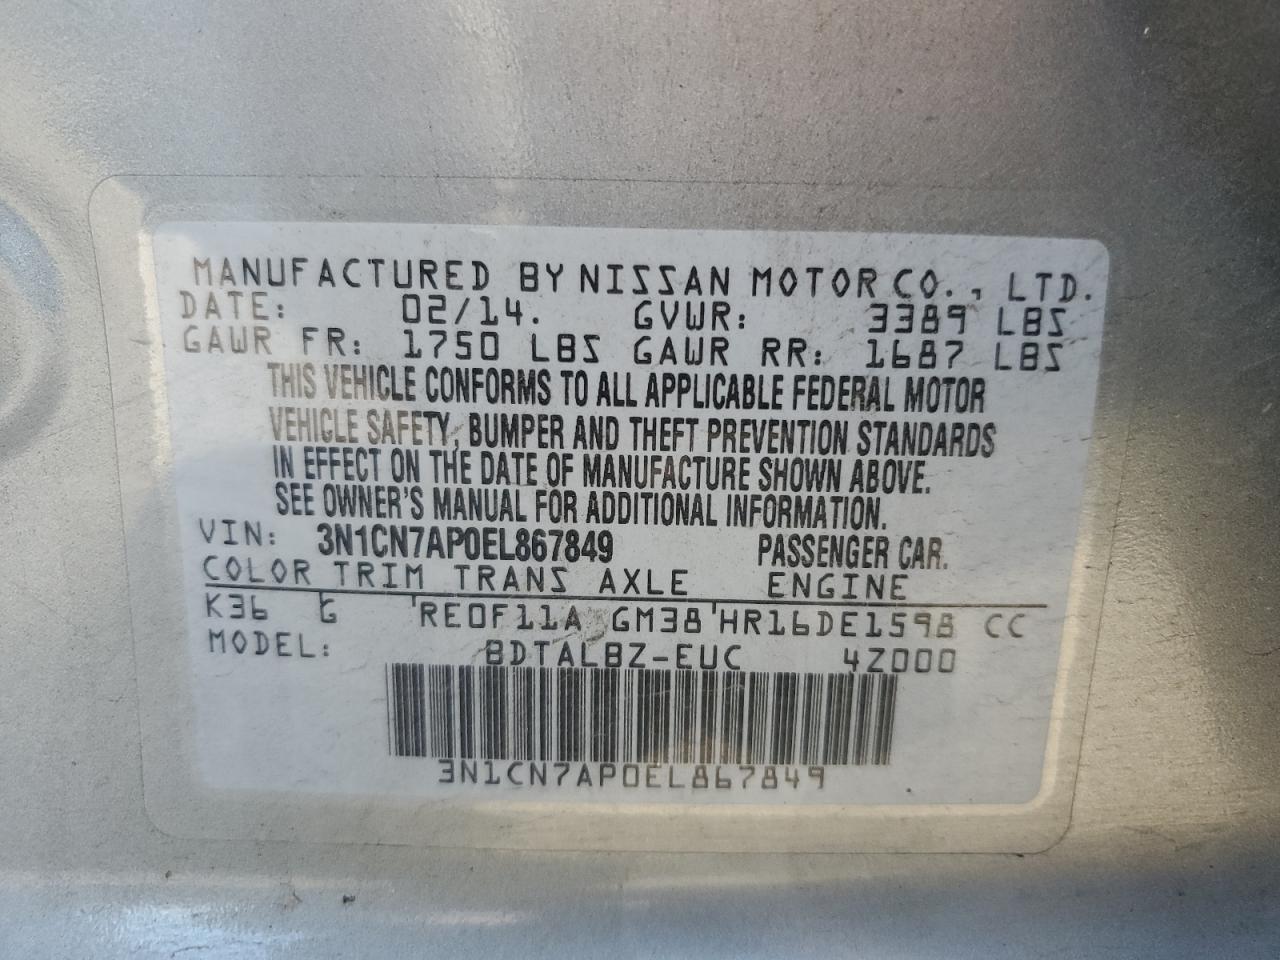 MANUFACTURED BY NISSAN MOTOR CO., LTD.
DATE: 02/14. GVWR: 3389 LBS
GAWR FR: 1750 LBS GAWR RR: 1687 LBS
THIS VEHICLE CONFORMS TO ALL APPLICABLE FEDERAL MOTOR
VEHICLE SAFETY, BUMPER AND THEFT PREVENTION STANDARDS
IN EFFECT ON THE DATE OF MANUFACTURE SHOWN ABOVE.
SEE OWNER'S MANUAL FOR ADDITIONAL INFORMATION.
VIN: 3N1CN7AP0EL867849 PASSENGER CAR.
COLOR TRIM TRANS AXLE ENGINE
K36 G RE0F11A GM38 HR16DE1598 CC
MODEL: BDTALBZ-EUC 4Z000
3N1CN7AP0EL867849